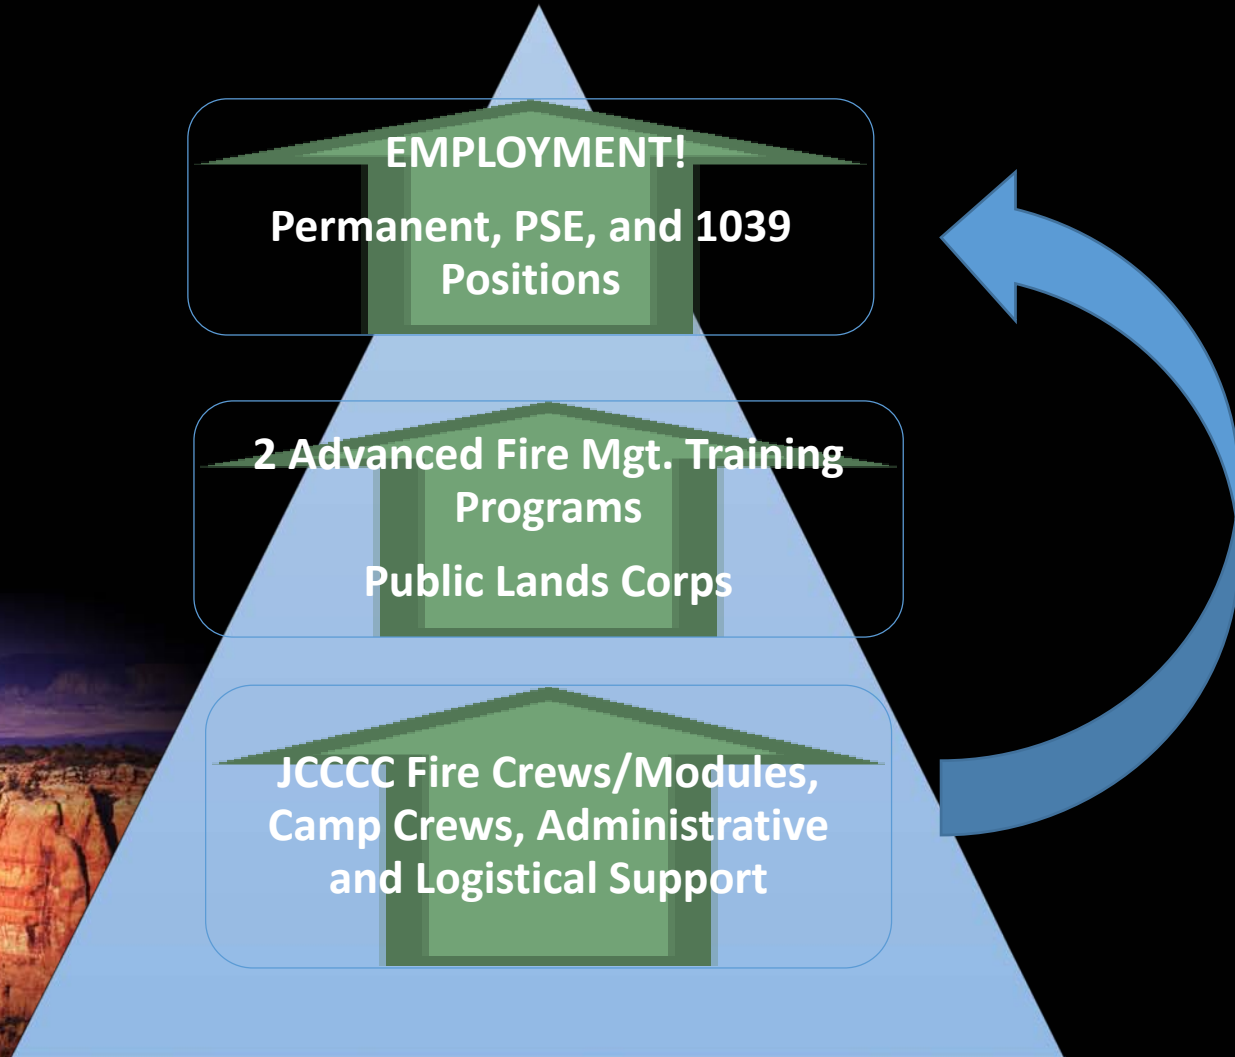 EMPLOYMENT!
Permanent, PSE, and 1039
Positions
2 Advanced Fire Mgt. Training
Programs
Public Lands Corps
JCCCC Fire Crews/Modules,
Camp Crews, Administrative
and Logistical Support